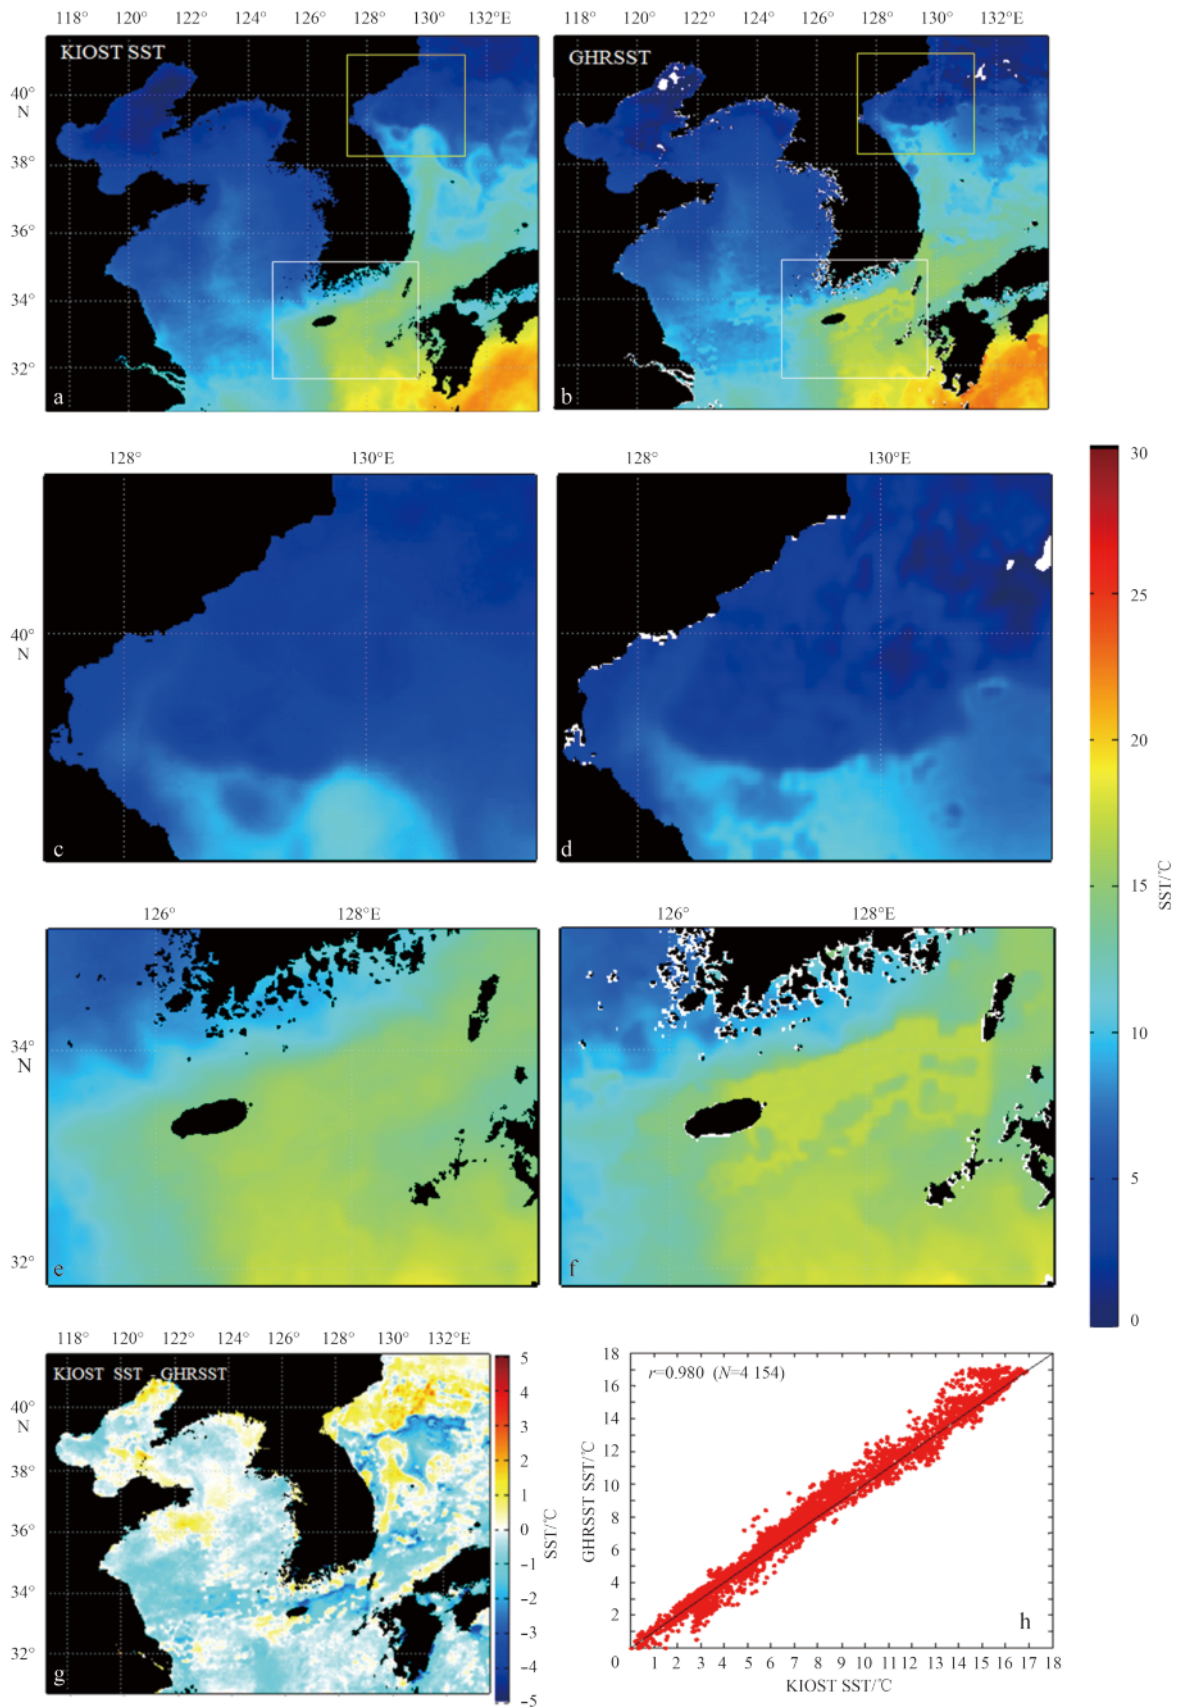 118° 120° 122° 124° 126° 128° 130° 132°E
118° 120° 122° 124° 126° 128° 130° 132°E
KIOST SST
GHRSST
40°
N
38°
36°
34°
32°
a
b
128° 130°E
128° 130°E
40°
N
c
d
126° 128°E
126° 128°E
34°
N
32°
e
f
30
25
20
15
10
5
0
SST/℃
118° 120° 122° 124° 126° 128° 130° 132°E
KIOST SST - GHRSST
40°
N
38°
36°
34°
32°
g
5
4
3
2
1
0
-1
-2
-3
-4
-5
SST/℃
18
16
14
12
10
8
6
4
2
0 1 2 3 4 5 6 7 8 9 10 11 12 13 14 15 16 17 18
r=0.980 (N=4 154)
GHRSST SST/℃
KIOST SST/℃
h